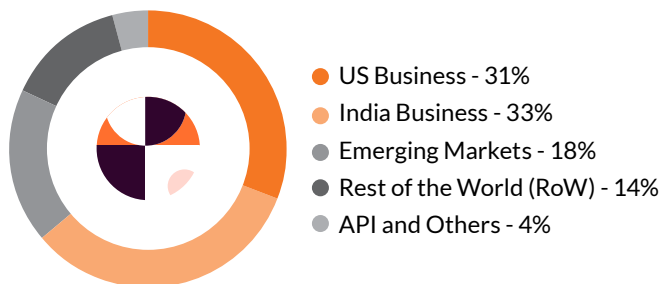 US Business - 31%
India Business - 33%
Emerging Markets - 18%
Rest of the World (RoW) - 14%
API and Others - 4%